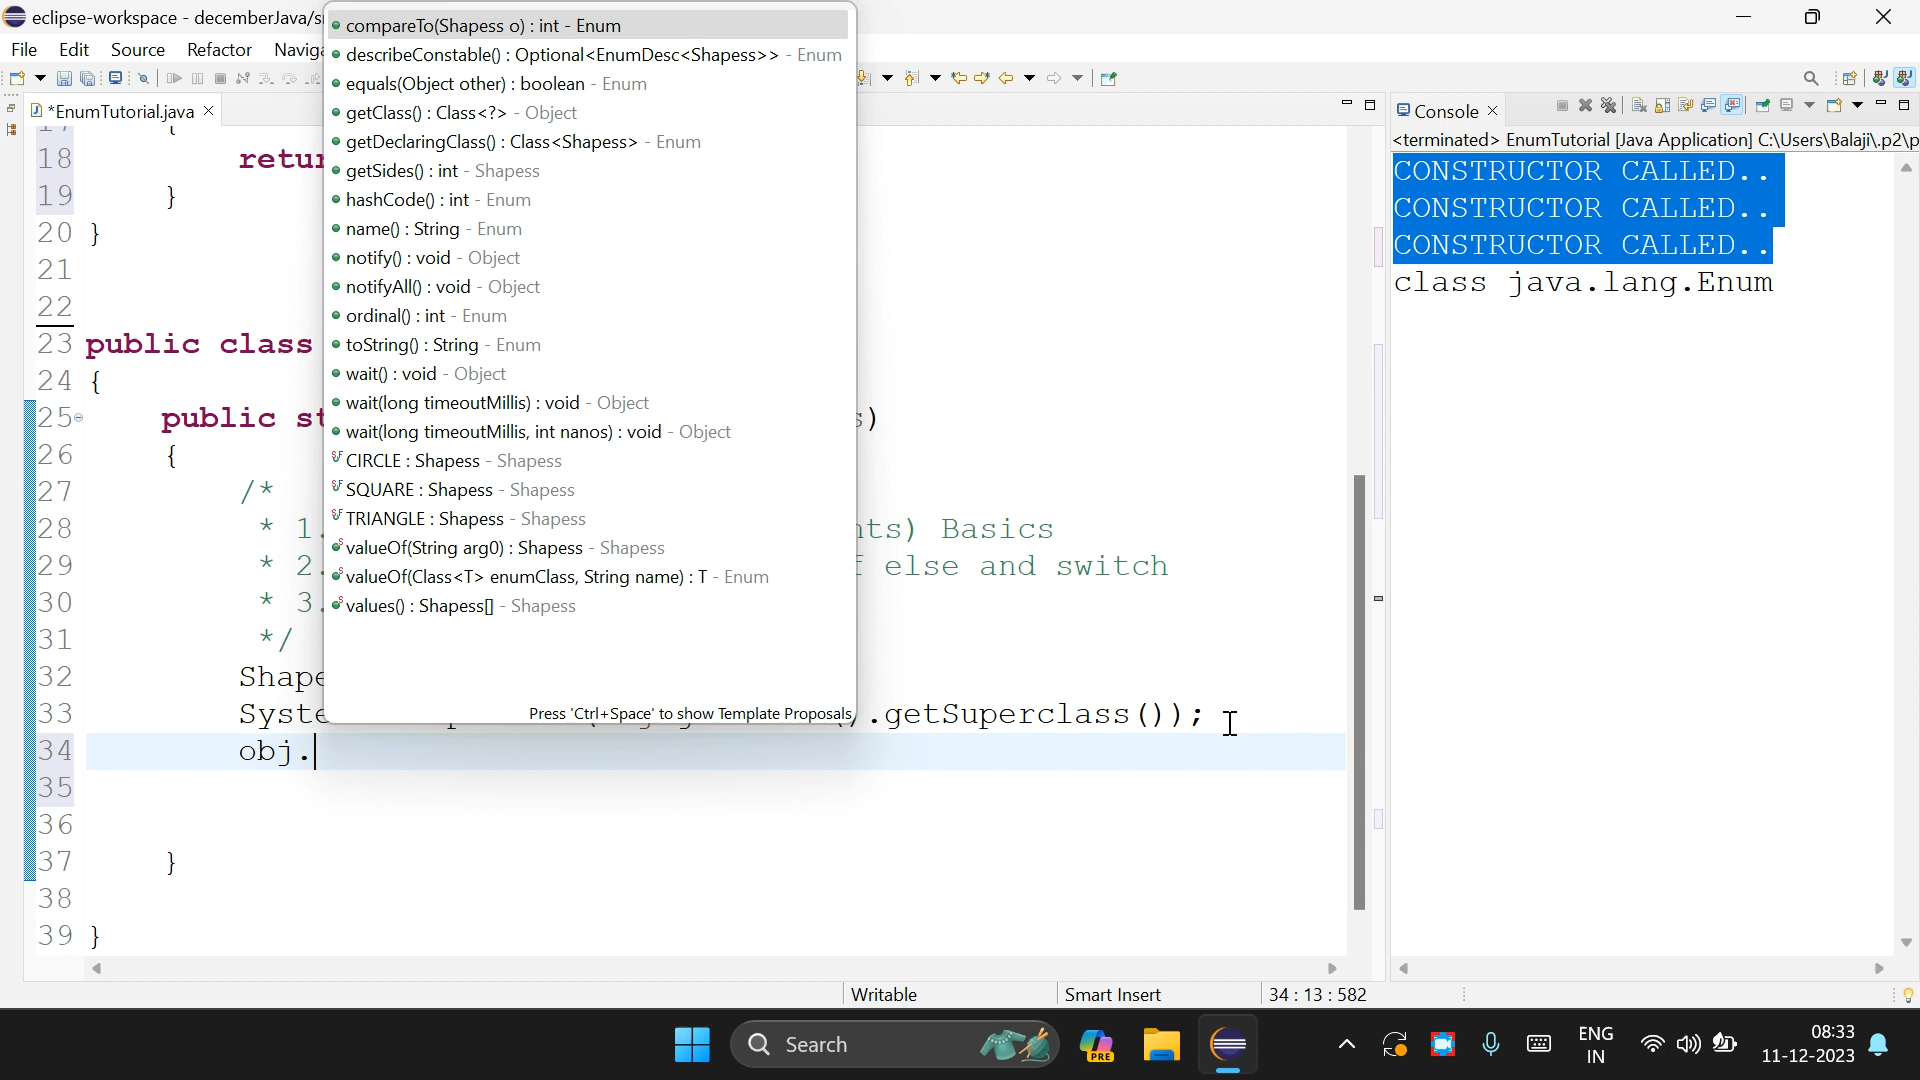 eclipse-workspace - decemberJava/s
File Edit Source Refactor Naviga
*EnumTutorial.java
18 retur
19 }
20 }
21
22
23 public class
24 {
25 public st s)
26 {
27 /*
28 * 1. nts) Basics
29 * 2. f else and switch
30 * 3.
31 */
32 Shape
33 Syste .getSuperclass());
34 obj.
35
36
37 }
38
39 }
compareTo(Shapess o) : int - Enum
describeConstable() : Optional<EnumDesc<Shapess>> - Enum
equals(Object other) : boolean - Enum
getClass() : Class<?> - Object
getDeclaringClass() : Class<Shapess> - Enum
getSides() : int - Shapess
hashCode() : int - Enum
name() : String - Enum
notify() : void - Object
notifyAll() : void - Object
ordinal() : int - Enum
toString() : String - Enum
wait() : void - Object
wait(long timeoutMillis) : void - Object
wait(long timeoutMillis, int nanos) : void - Object
CIRCLE : Shapess - Shapess
SQUARE : Shapess - Shapess
TRIANGLE : Shapess - Shapess
valueOf(String arg0) : Shapess - Shapess
valueOf(Class<T> enumClass, String name) : T - Enum
values() : Shapess[] - Shapess
Press 'Ctrl+Space' to show Template Proposals
Console
<terminated> EnumTutorial [Java Application] C:\Users\Balaji\.p2\p
CONSTRUCTOR CALLED..
CONSTRUCTOR CALLED..
CONSTRUCTOR CALLED..
class java.lang.Enum
Writable Smart Insert 34 : 13 : 582
Search
PRE
ENG
IN
08:33
11-12-2023